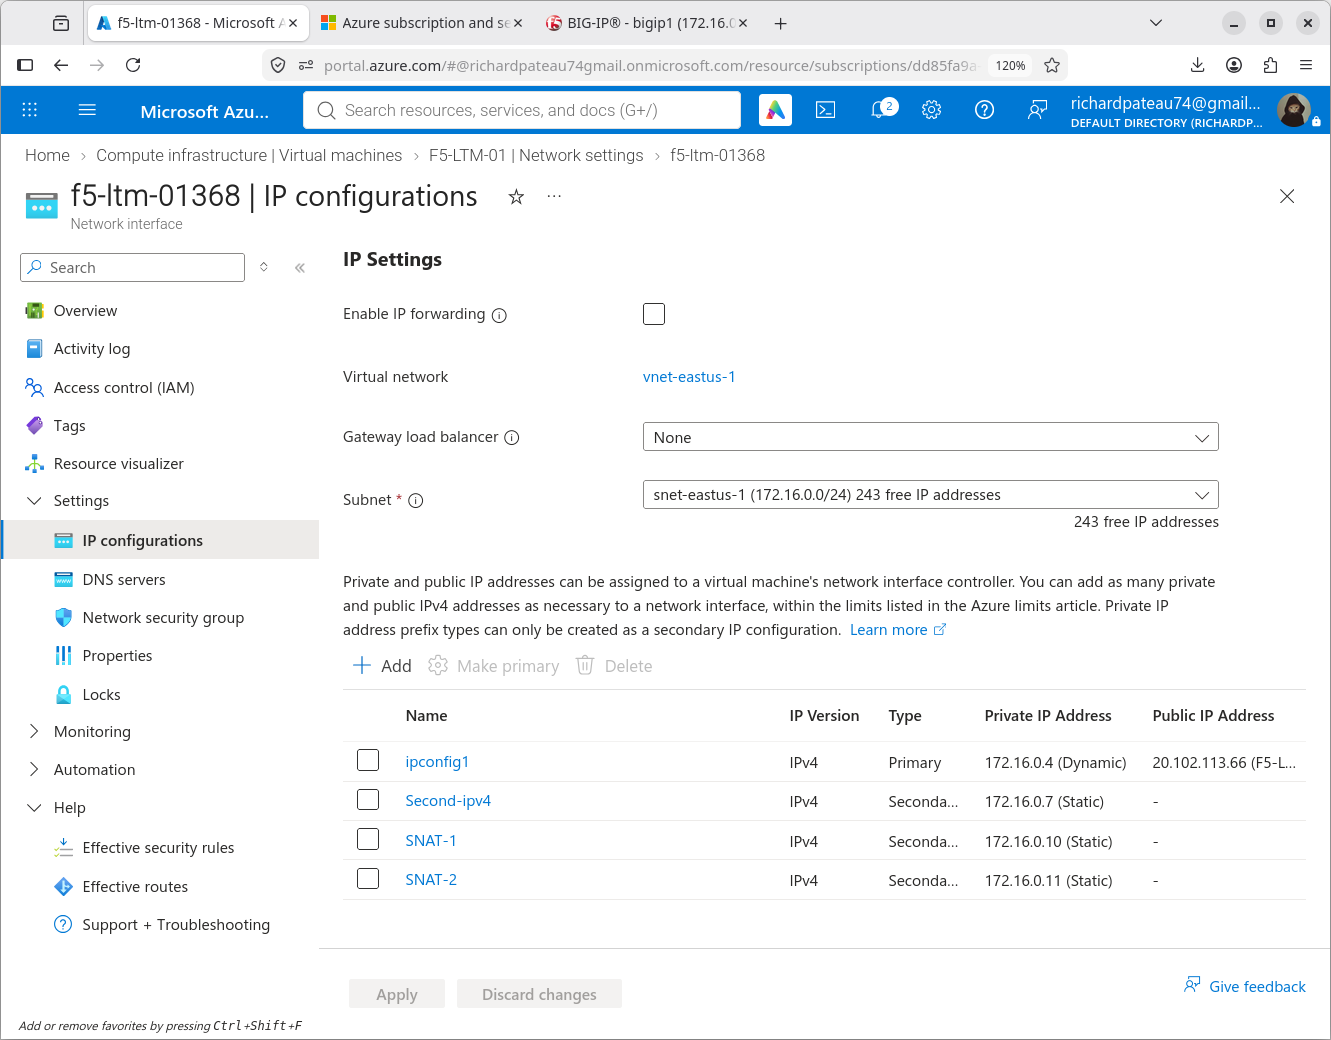 f5-ltm-01368 - Microsoft A
Azure subscription and se
BIG-IP® - bigip1 (172.16.0
portal.azure.com/#@richardpateau74gmail.onmicrosoft.com/resource/subscriptions/dd85fa9a-
120%
Microsoft Azu...
Search resources, services, and docs (G+/)
2
richardpateau74@gmail...
DEFAULT DIRECTORY (RICHARDP...
Home > Compute infrastructure | Virtual machines > F5-LTM-01 | Network settings > f5-ltm-01368
f5-ltm-01368 | IP configurations
Network interface
Search
Overview
Activity log
Access control (IAM)
Tags
Resource visualizer
Settings
IP configurations
DNS servers
Network security group
Properties
Locks
Monitoring
Automation
Help
Effective security rules
Effective routes
Support + Troubleshooting
Add or remove favorites by pressing Ctrl+Shift+F
IP Settings
Enable IP forwarding
Virtual network vnet-eastus-1
Gateway load balancer None
Subnet * snet-eastus-1 (172.16.0.0/24) 243 free IP addresses
243 free IP addresses
Private and public IP addresses can be assigned to a virtual machine's network interface controller. You can add as many private
and public IPv4 addresses as necessary to a network interface, within the limits listed in the Azure limits article. Private IP
address prefix types can only be created as a secondary IP configuration. Learn more
Add Make primary Delete
Name IP Version Type Private IP Address Public IP Address
ipconfig1 IPv4 Primary 172.16.0.4 (Dynamic) 20.102.113.66 (F5-L...
Second-ipv4 IPv4 Seconda... 172.16.0.7 (Static) -
SNAT-1 IPv4 Seconda... 172.16.0.10 (Static) -
SNAT-2 IPv4 Seconda... 172.16.0.11 (Static) -
Apply Discard changes
Give feedback